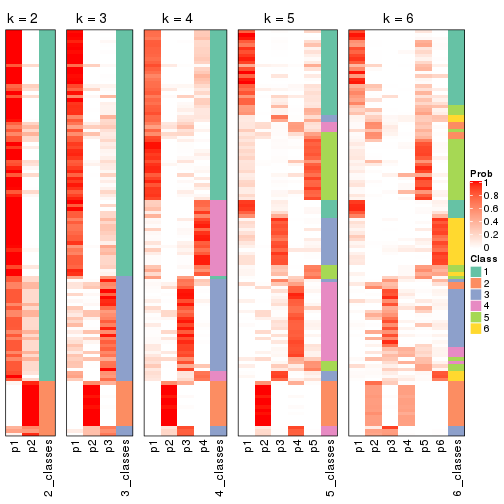 k = 2
k = 3
k = 4
k = 5
k = 6
p1
p2
2_classes
p1
p2
p3
3_classes
p1
p2
p3
p4
4_classes
p1
p2
p3
p4
p5
5_classes
p1
p2
p3
p4
p5
p6
6_classes
Prob
1
0.8
0.6
0.4
0.2
0
Class
1
2
3
4
5
6